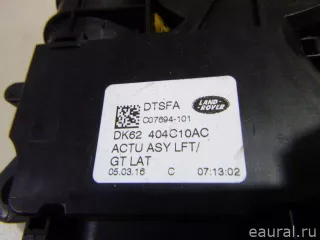 DTSFA
LAND-
ROVER
C07694-101
DK62 404C10AC
ACTU ASY LFT/
GT LAT
05.03.16 C 07:13:02
eaural.ru